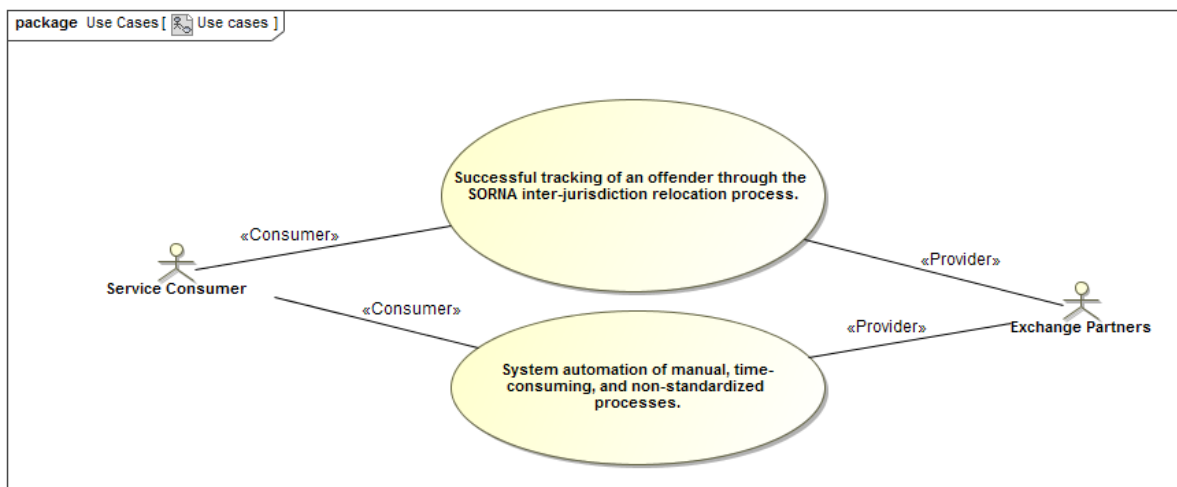 package Use Cases [ Use cases ]
Successful tracking of an offender through the
SORNA inter-jurisdiction relocation process.
«Consumer»
«Provider»
Service Consumer
«Consumer»
Exchange Partners
«Provider»
System automation of manual, time-
consuming, and non-standardized
processes.